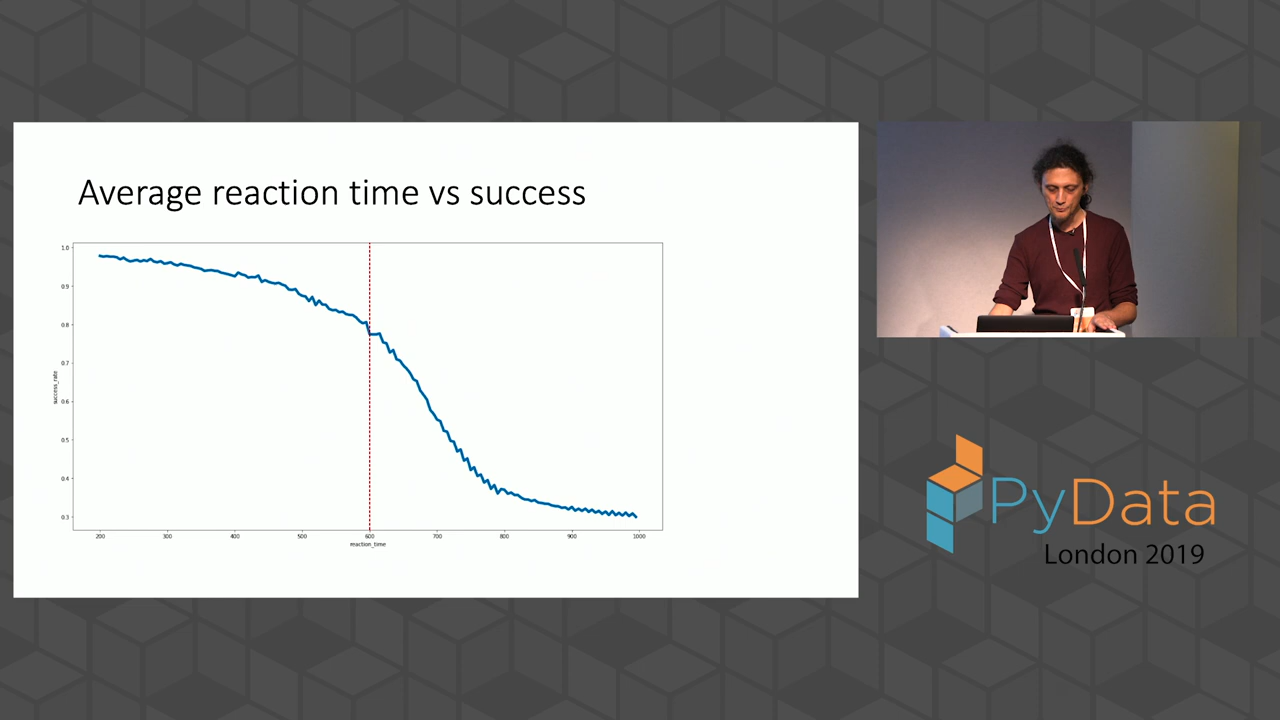 Average reaction time vs success
1.0
0.9
0.8
0.7
0.6
0.5
0.4
0.3
success_rate
200 300 400 500 600 700 800 900 1000
reaction_time
PyData
London 2019